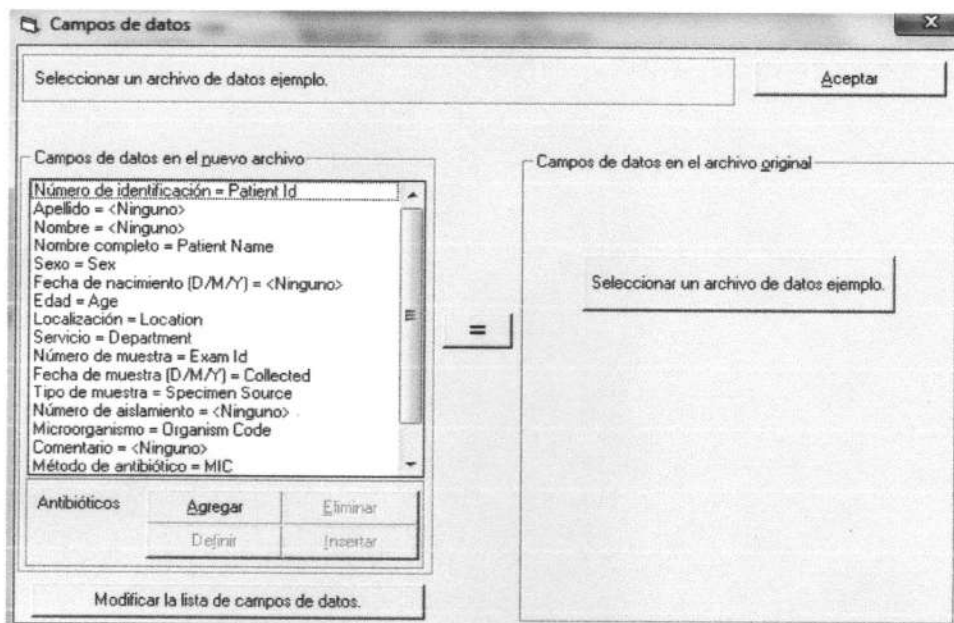 Campos de datos
Seleccionar un archivo de datos ejemplo.
Aceptar
Campos de datos en el nuevo archivo
Número de identificación = Patient Id
Apellido = <Ninguno>
Nombre = <Ninguno>
Nombre completo = Patient Name
Sexo = Sex
Fecha de nacimiento (D/M/Y) = <Ninguno>
Edad = Age
Localización = Location
Servicio = Department
Número de muestra = Exam Id
Fecha de muestra (D/M/Y) = Collected
Tipo de muestra = Specimen Source
Número de aislamiento = <Ninguno>
Microorganismo = Organism Code
Comentario = <Ninguno>
Método de antibiótico = MIC
=
Campos de datos en el archivo original
Seleccionar un archivo de datos ejemplo.
Antibióticos
Agregar
Eliminar
Definir
Insertar
Modificar la lista de campos de datos.